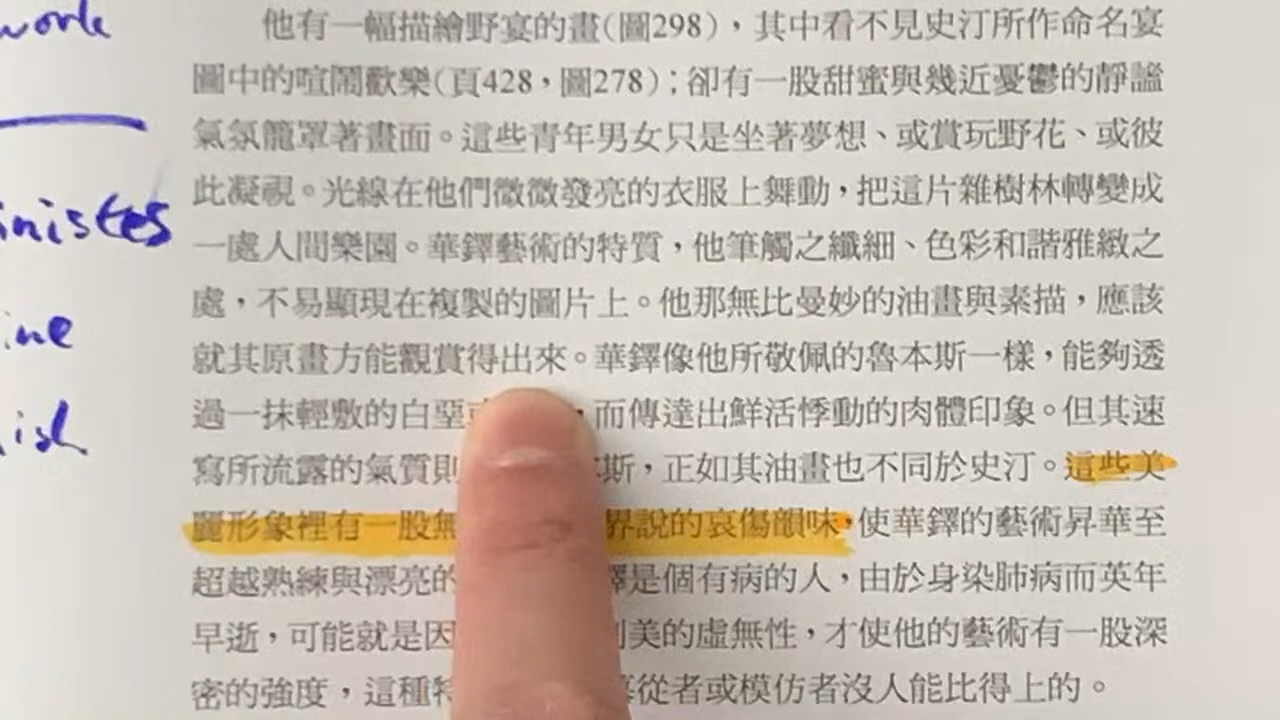 work
他有一幅描繪野宴的畫(圖298)，其中看不見史汀所作命名宴
圖中的喧鬧歡樂(頁428，圖278)；卻有一股甜蜜與幾近憂鬱的靜謐
氣氛籠罩著畫面。這些青年男女只是坐著夢想、或賞玩野花、或彼
此凝視。光線在他們微微發亮的衣服上舞動，把這片雜樹林轉變成
inistes
一處人間樂園。華鐸藝術的特質，他筆觸之纖細、色彩和諧雅緻之
處，不易顯現在複製的圖片上。他那無比曼妙的油畫與素描，應該
ine
就其原畫方能觀賞得出來。華鐸像他所敬佩的魯本斯一樣，能夠透
過一抹輕敷的白堊，而傳達出鮮活悸動的肉體印象。但其速
ish
寫所流露的氣質則本斯，正如其油畫也不同於史汀。這些美
麗形象裡有一股無界說的哀傷韻味，使華鐸的藝術昇華至
超越熟練與漂亮的鐸是個有病的人，由於身染肺病而英年
早逝，可能就是因到美的虛無性，才使他的藝術有一股深
密的強度，這種特從者或模仿者沒人能比得上的。